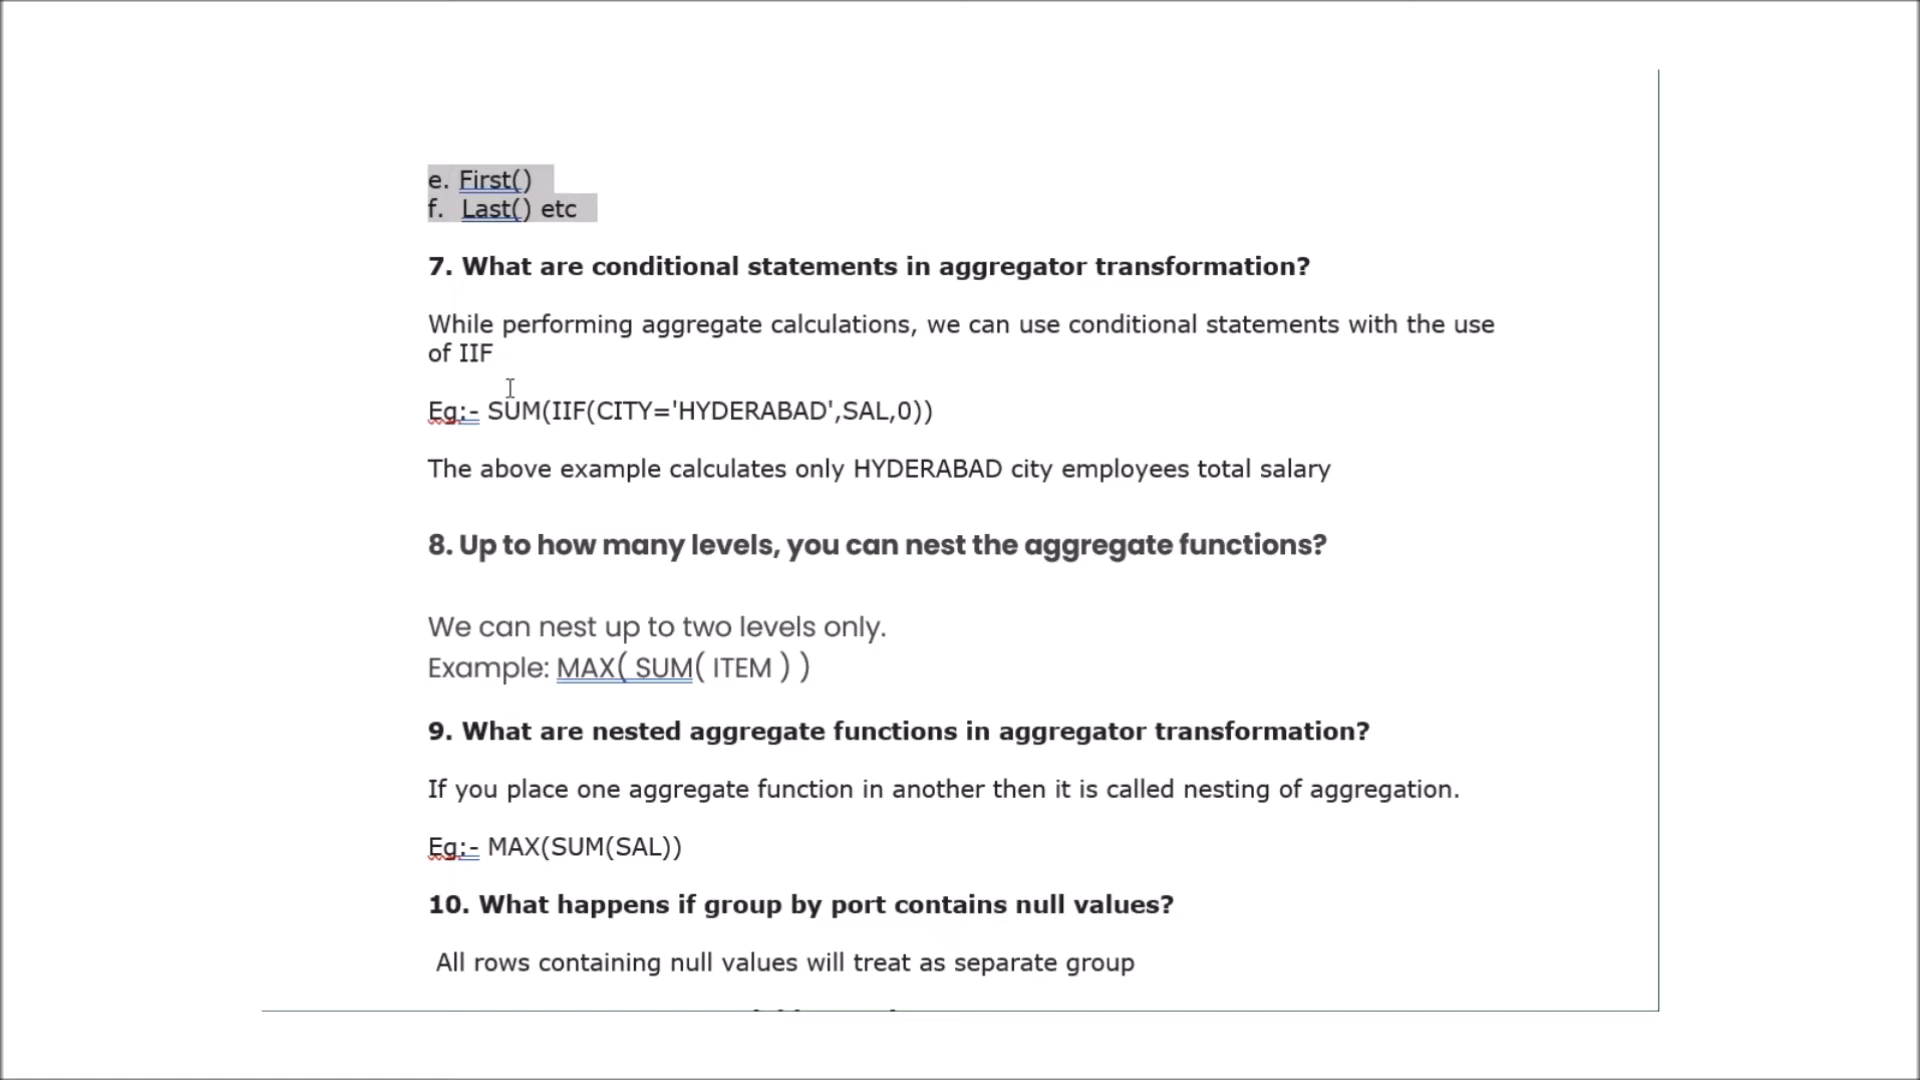 e. First()
f. Last() etc
7. What are conditional statements in aggregator transformation?
While performing aggregate calculations, we can use conditional statements with the use
of IIF
Eg:- SUM(IIF(CITY='HYDERABAD',SAL,0))
The above example calculates only HYDERABAD city employees total salary
8. Up to how many levels, you can nest the aggregate functions?
We can nest up to two levels only.
Example: MAX( SUM( ITEM ) )
9. What are nested aggregate functions in aggregator transformation?
If you place one aggregate function in another then it is called nesting of aggregation.
Eg:- MAX(SUM(SAL))
10. What happens if group by port contains null values?
All rows containing null values will treat as separate group